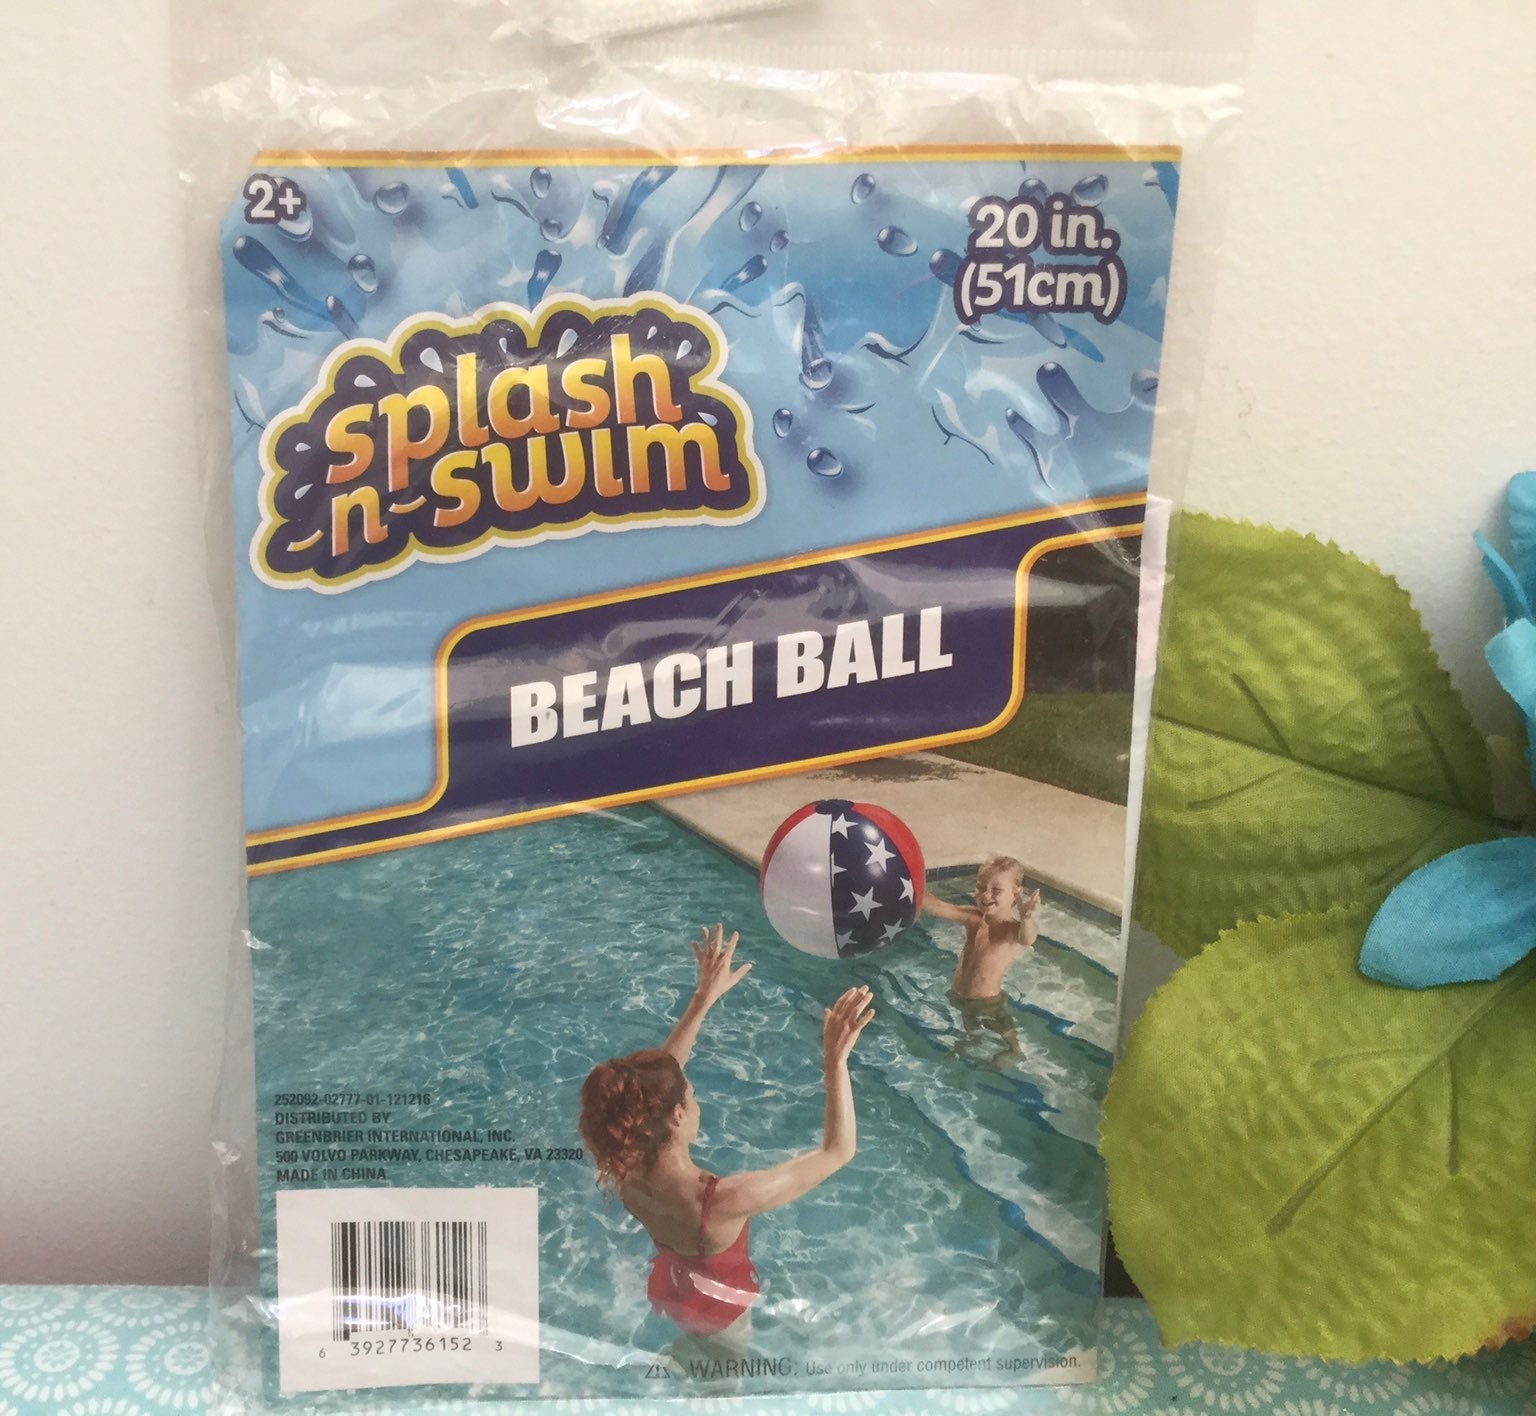 2+
20 in.
(51cm)
splash
-n-swim
BEACH BALL
252092-02777-01-121216
DISTRIBUTED BY
GREENBRIER INTERNATIONAL, INC.
500 VOLVO PARKWAY, CHESAPEAKE, VA 23320
MADE IN CHINA
6 3927736152 3
WARNING: Use only under competent supervision.